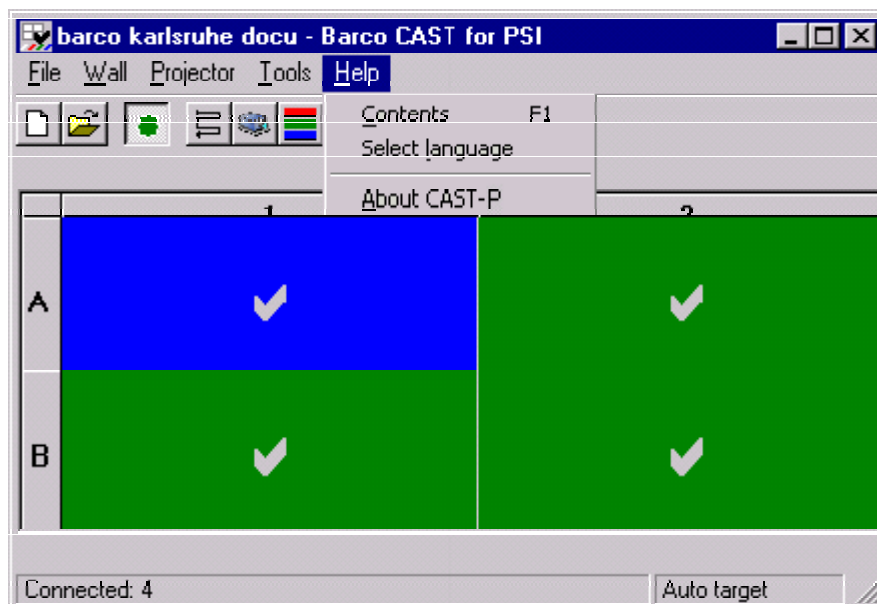 barco karlsruhe docu - Barco CAST for PSI
File Wall Projector Tools Help
Contents F1
Select language
About CAST-P
1 2
A
B
Connected: 4 Auto target